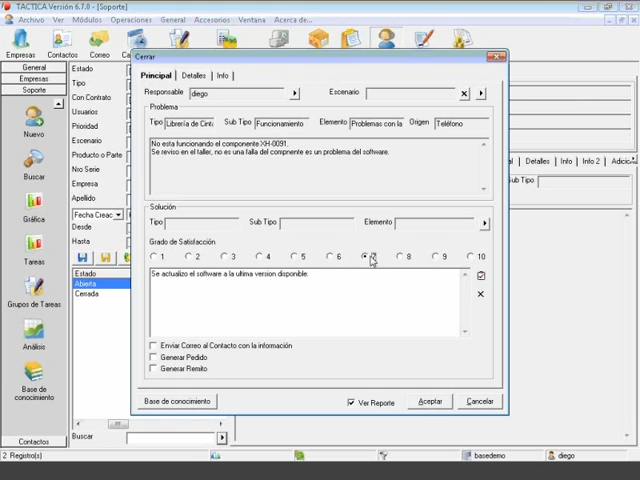 TACTICA Versión 6.7.0 - [Soporte]
Archivo Ver Módulos Operaciones General Accesorios Ventana Acerca de...
Empresas Contactos Correo
General
Empresas
Soporte
Nuevo
Buscar
Gráfica
Tareas
Grupos de Tareas
Análisis
Base de
conocimiento
Contactos
Estado
Tipo
Con Contrato
Usuarios
Prioridad
Escenario
Producto o Parte
Nro Serie
Empresa
Apellido
Fecha Creac
Desde
Hasta
Estado
Abierta
Cerrada
Buscar
Cerrar
Principal Detalles Info
Responsable diego Escenario
Problema
Tipo Librería de Cinta Sub Tipo Funcionamiento Elemento Problemas con la Origen Teléfono
No esta funcionando el componente XH-0091.
Se reviso en el taller, no es una falla del compnente es un problema del software.
Solución
Tipo Sub Tipo Elemento
Grado de Satisfacción
1 2 3 4 5 6 7 8 9 10
Se actualizo el software a la ultima version disponible.
Enviar Correo al Contacto con la información
Generar Pedido
Generar Remito
Base de conocimiento Ver Reporte Aceptar Cancelar
Detalles Info Info 2 Adicion
Sub Tipo
2 Registro(s) basedemo diego